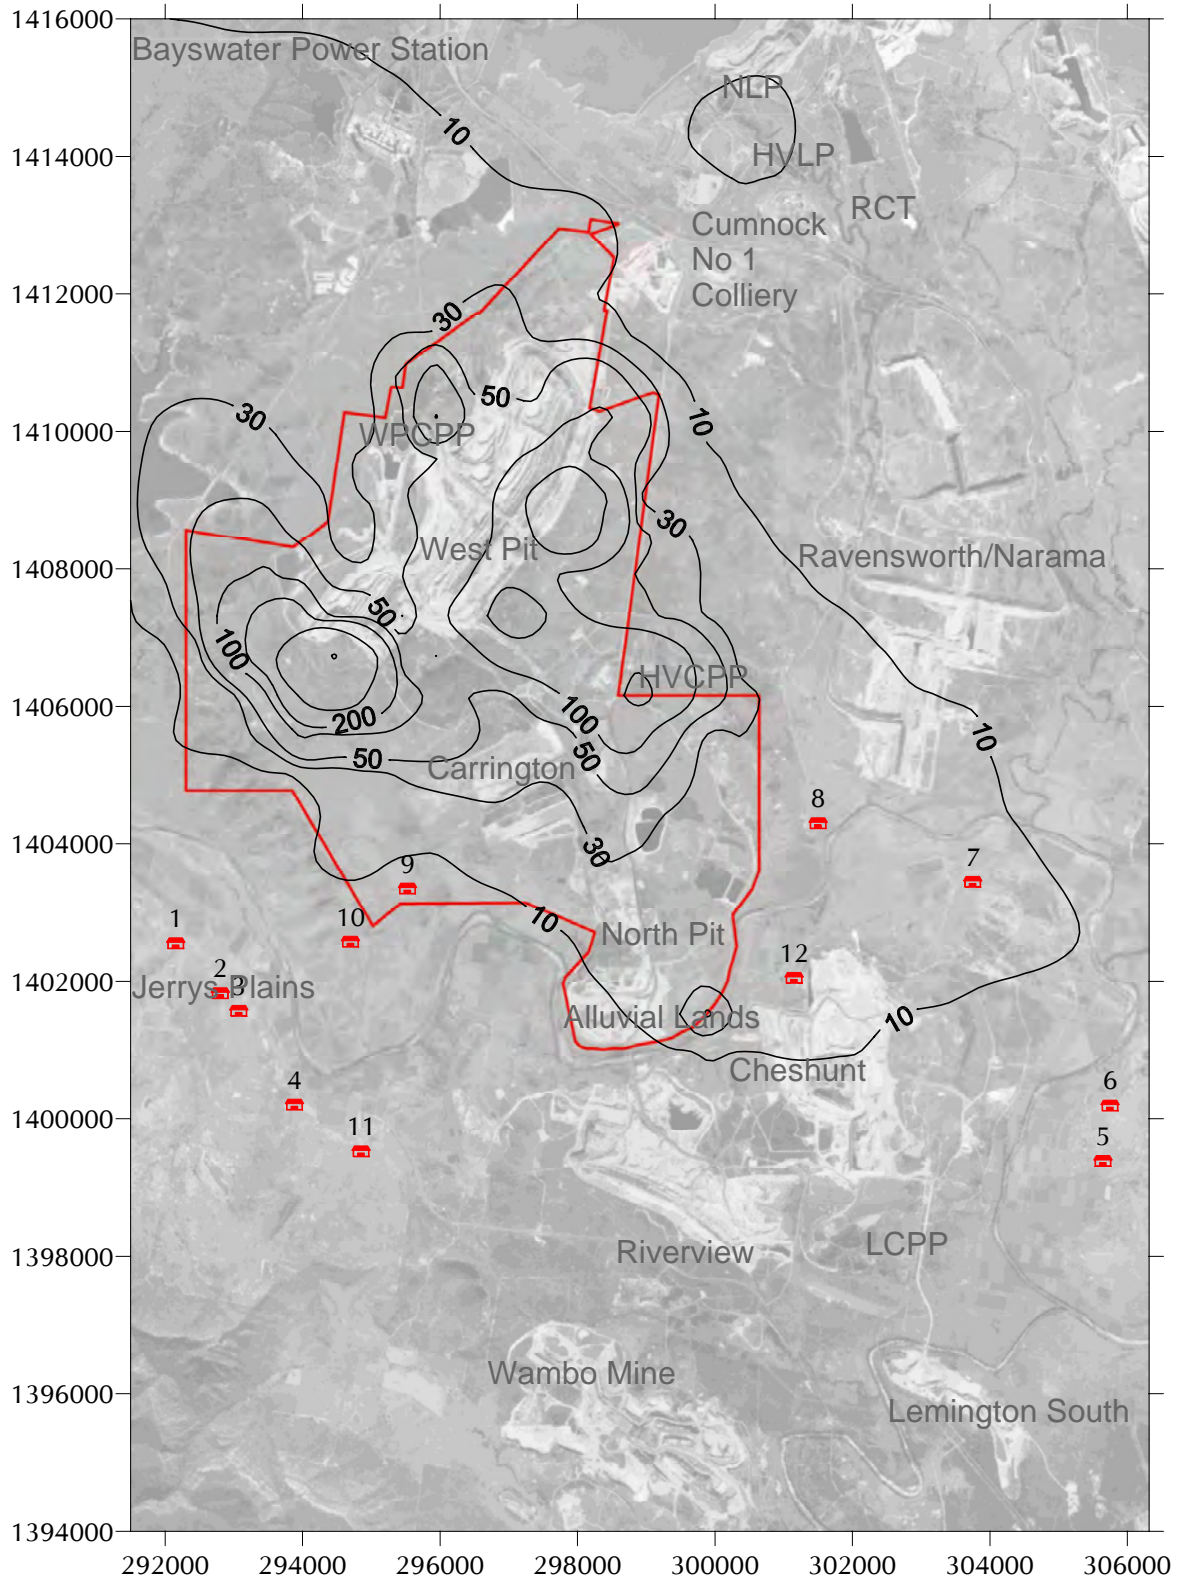 1416000
Bayswater Power Station
NLP
10
1414000
HVLP
RCT
Cumnock
No 1
Colliery
1412000
30
50
30
10
1410000
WPCPP
30
West Pit
Ravensworth/Narama
1408000
50
100
HVCPP
1406000
200
100
10
50
50
Carrington
8
1404000
30
7
9
1
10
10
North Pit
12
1402000
2
3
Jerrys Plains
Alluvial Lands
10
Cheshunt
4
6
1400000
11
5
Riverview
LCPP
1398000
Wambo Mine
1396000
Lemington South
1394000
292000 294000 296000 298000 300000 302000 304000 306000